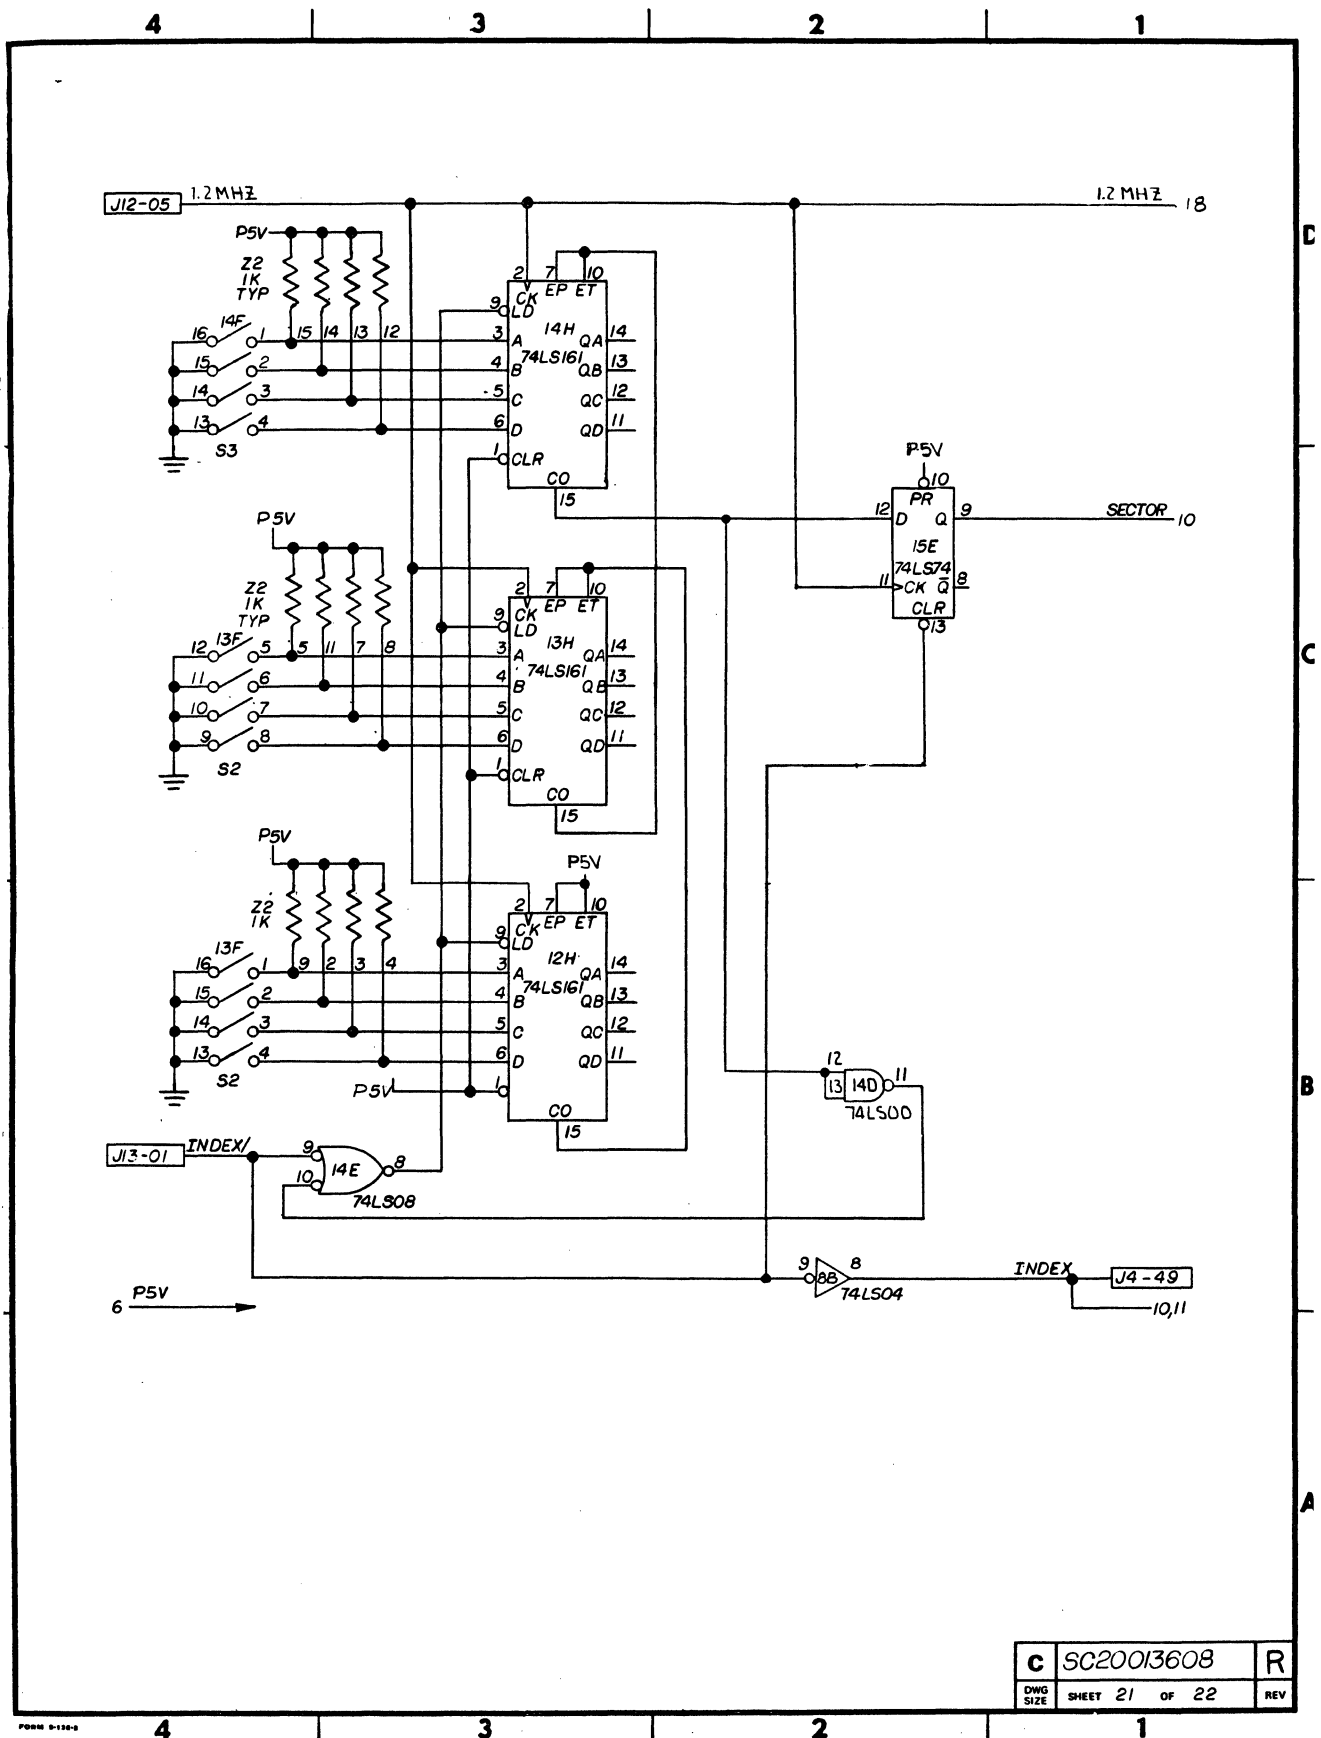 4 3 2 1
J12-05 1.2MHZ 1.2 MHZ 18
D
P5V
Z2
1K
TYP
2 7 10
CK EP ET
9 LD
14F
16 1 15 14 13 12 3 A 14H QA 14
15 2 4 B 74LS161 QB 13
14 3 5 C QC 12
13 4 6 D QD 11
S3
1 CLR
CO
15
P5V
10
PR
12 D Q 9 SECTOR 10
15E
74LS74
11 CK Q̅ 8
CLR
13
P5V
Z2
1K
TYP
2 7 10
CK EP ET
9 LD
13F
12 5 5 11 7 8 3 A 13H QA 14
11 6 4 B 74LS161 QB 13
10 7 5 C QC 12
9 8 6 D QD 11
S2
1 CLR
CO
15
C
P5V
P5V
Z2
1K
2 7 10
CK EP ET
9 LD
13F
16 1 9 2 3 4 3 A 12H QA 14
15 2 4 B 74LS161 QB 13
14 3 5 C QC 12
13 4 6 D QD 11
S2
P5V 1
CO
15
12
13 14D 11
74LS00
B
J13-01 INDEX/ 9
10 14E 8
74LS08
9 8B 8
74LS04
INDEX J4-49
10,11
6 P5V
A
C SC20013608 R
DWG SIZE SHEET 21 OF 22 REV
FORM 9-136-2
4 3 2 1